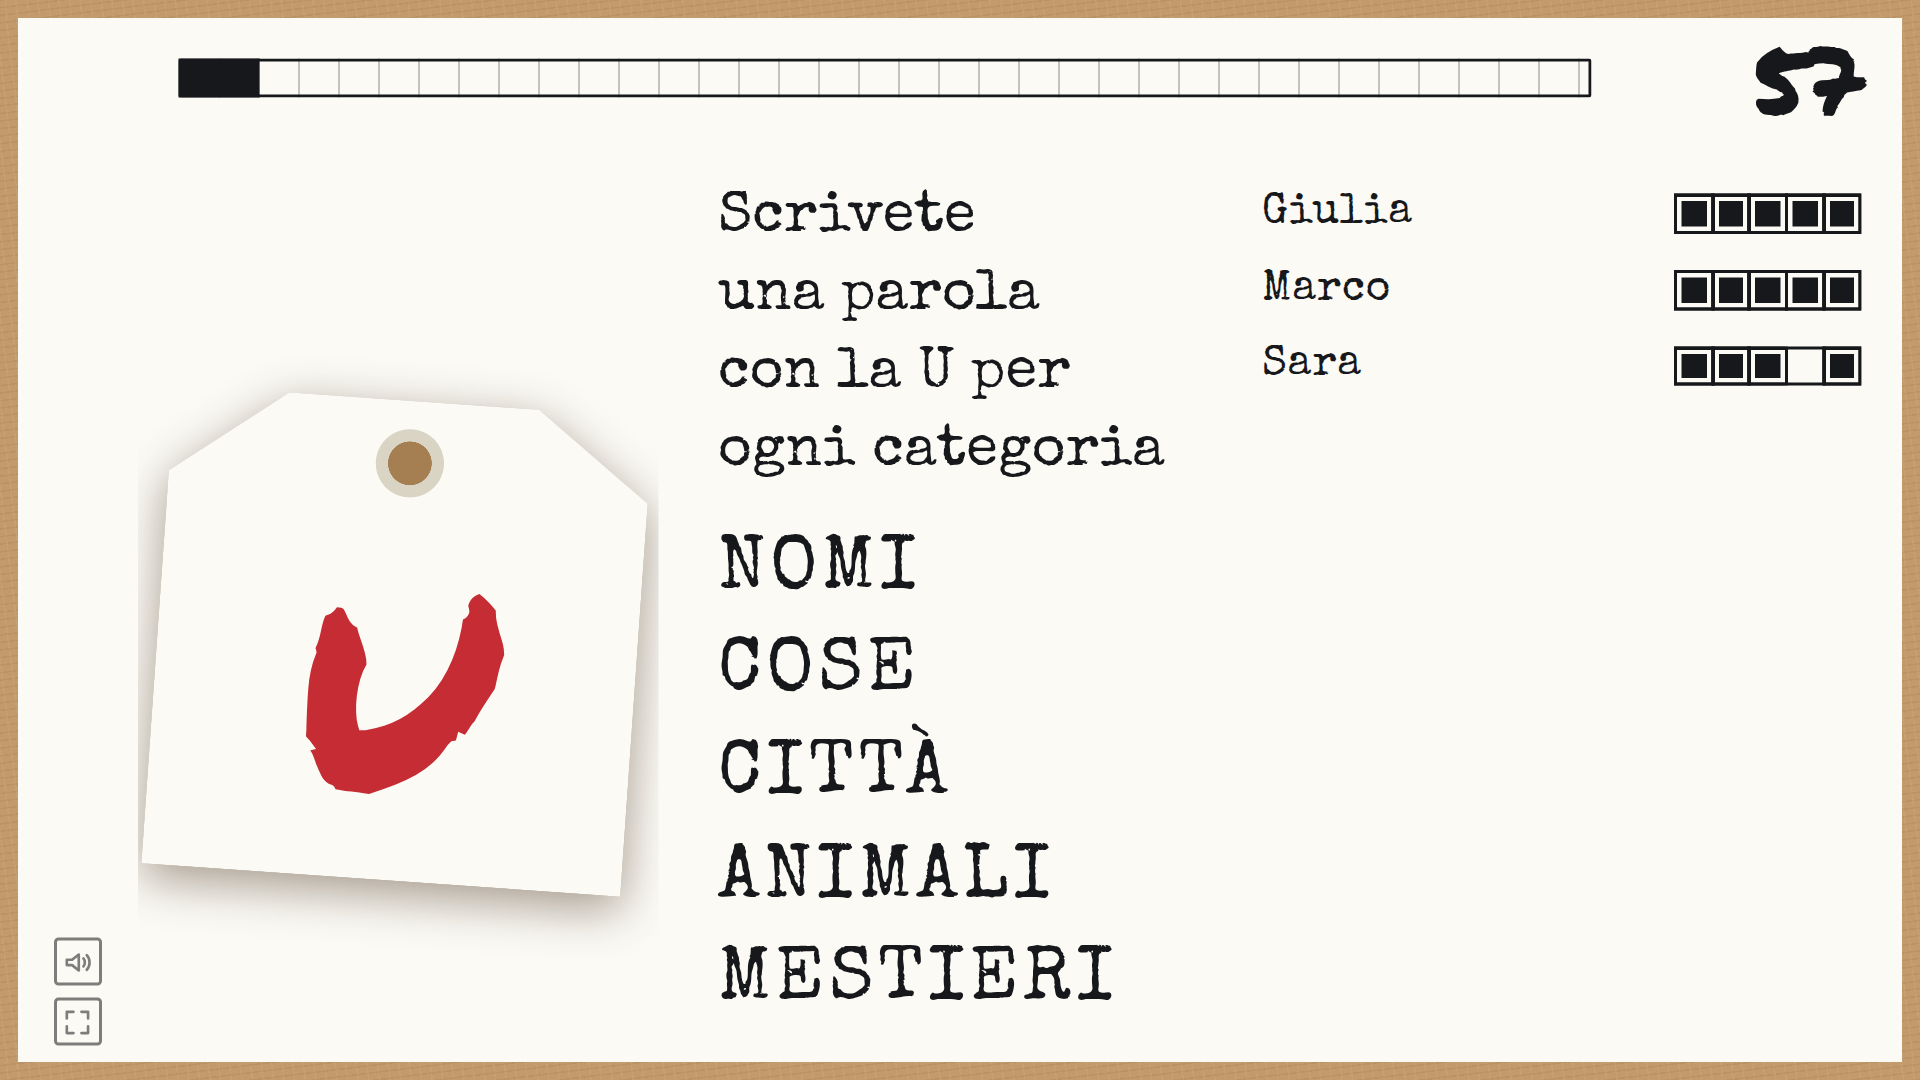 57
Scrivete
una parola
con la U per
ogni categoria
Giulia
Marco
Sara
U
NOMI
COSE
CITTÀ
ANIMALI
MESTIERI